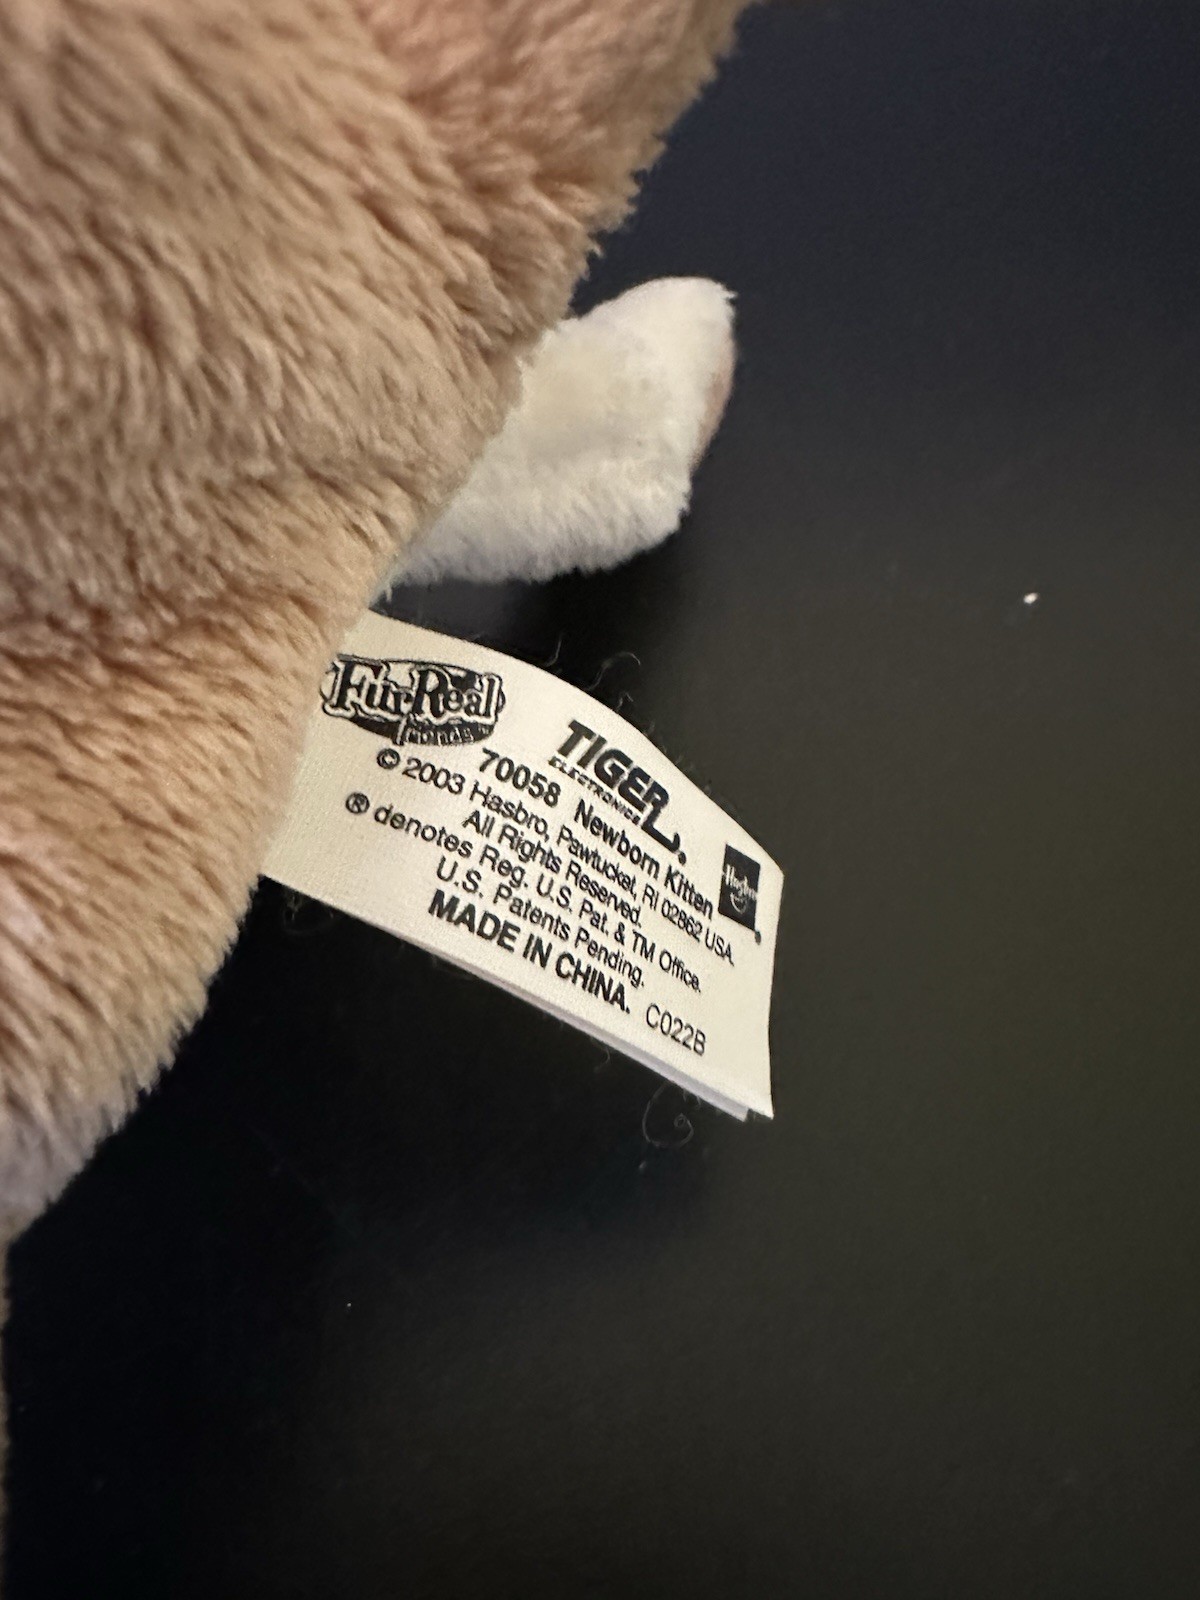 FurReal
friends™
TIGER
ELECTRONICS
Hasbro
70058 Newborn Kitten
© 2003 Hasbro, Pawtucket, RI 02862 USA.
All Rights Reserved.
® denotes Reg. U.S. Pat. & TM Office.
U.S. Patents Pending.
MADE IN CHINA. C022B